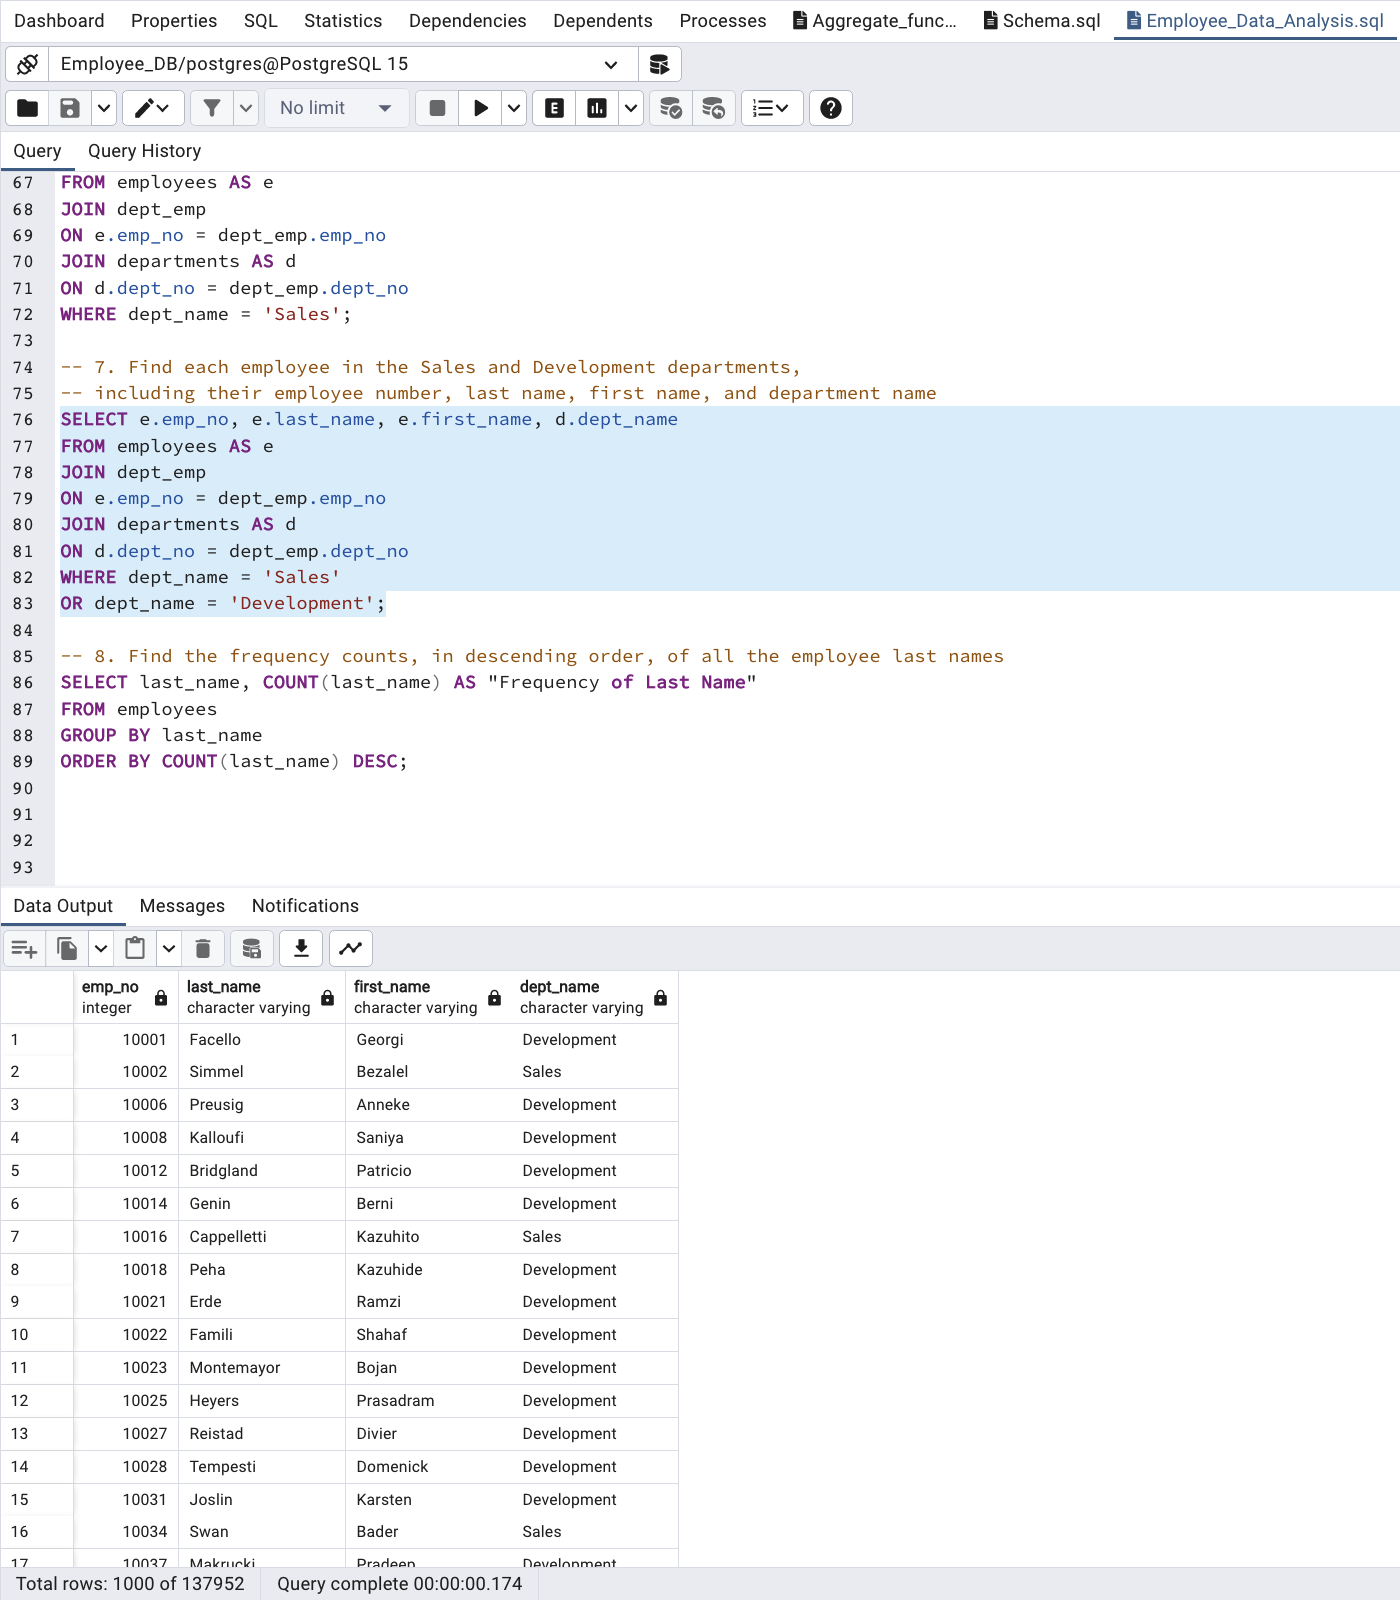 Dashboard Properties SQL Statistics Dependencies Dependents Processes Aggregate_func... Schema.sql Employee_Data_Analysis.sql
Employee_DB/postgres@PostgreSQL 15
No limit E ?
Query Query History
67 FROM employees AS e
68 JOIN dept_emp
69 ON e.emp_no = dept_emp.emp_no
70 JOIN departments AS d
71 ON d.dept_no = dept_emp.dept_no
72 WHERE dept_name = 'Sales';
73
74 -- 7. Find each employee in the Sales and Development departments,
75 -- including their employee number, last name, first name, and department name
76 SELECT e.emp_no, e.last_name, e.first_name, d.dept_name
77 FROM employees AS e
78 JOIN dept_emp
79 ON e.emp_no = dept_emp.emp_no
80 JOIN departments AS d
81 ON d.dept_no = dept_emp.dept_no
82 WHERE dept_name = 'Sales'
83 OR dept_name = 'Development';
84
85 -- 8. Find the frequency counts, in descending order, of all the employee last names
86 SELECT last_name, COUNT(last_name) AS "Frequency of Last Name"
87 FROM employees
88 GROUP BY last_name
89 ORDER BY COUNT(last_name) DESC;
90
91
92
93
Data Output Messages Notifications
emp_no last_name first_name dept_name
integer character varying character varying character varying
1 10001 Facello Georgi Development
2 10002 Simmel Bezalel Sales
3 10006 Preusig Anneke Development
4 10008 Kalloufi Saniya Development
5 10012 Bridgland Patricio Development
6 10014 Genin Berni Development
7 10016 Cappelletti Kazuhito Sales
8 10018 Peha Kazuhide Development
9 10021 Erde Ramzi Development
10 10022 Famili Shahaf Development
11 10023 Montemayor Bojan Development
12 10025 Heyers Prasadram Development
13 10027 Reistad Divier Development
14 10028 Tempesti Domenick Development
15 10031 Joslin Karsten Development
16 10034 Swan Bader Sales
17 10037 Makrucki Pradeep Development
Total rows: 1000 of 137952 Query complete 00:00:00.174